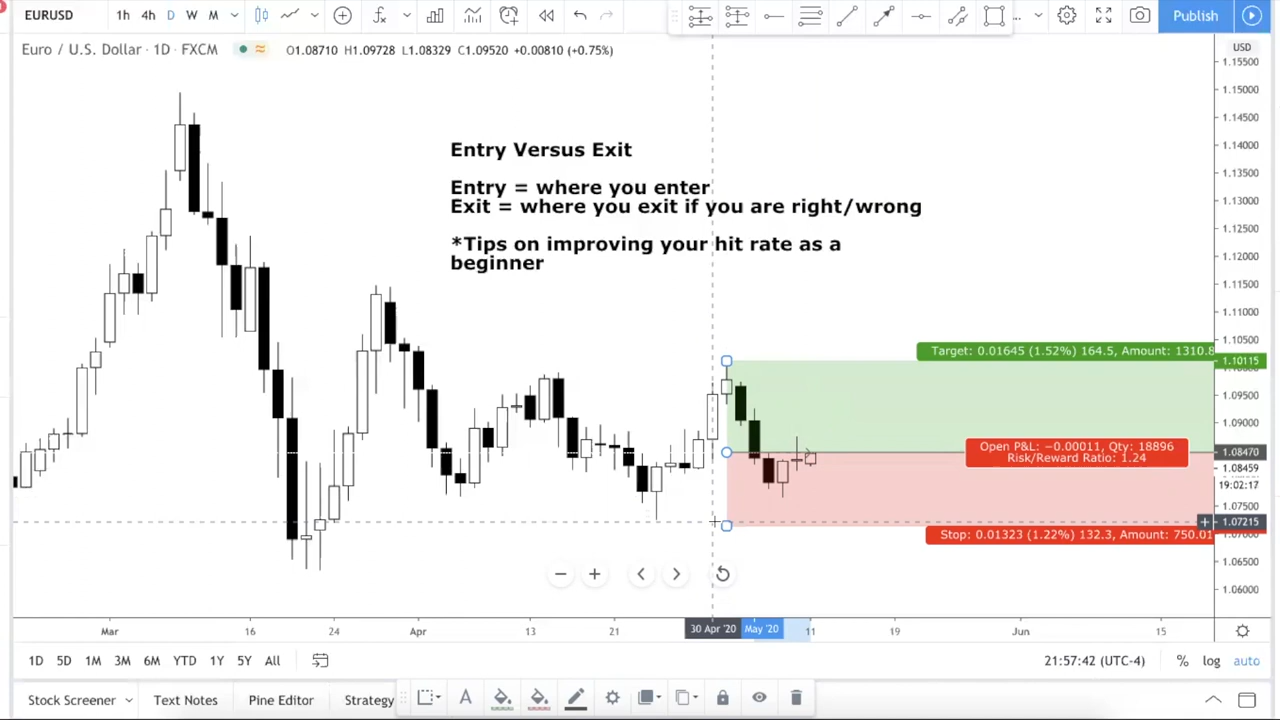 EURUSD 1h 4h D W M Publish
Euro / U.S. Dollar · 1D · FXCM O1.08710 H1.09728 L1.08329 C1.09520 +0.00810 (+0.75%)
USD
1.15500
1.15000
1.14500
1.14000
1.13500
1.13000
1.12500
1.12000
1.11500
1.11000
1.10500
1.10115
1.09500
1.09000
1.08470
1.08459
19:02:17
1.07500
1.07215
1.06500
1.06000
Entry Versus Exit
Entry = where you enter
Exit = where you exit if you are right/wrong
*Tips on improving your hit rate as a
beginner
Target: 0.01645 (1.52%) 164.5, Amount: 1310.8
Open P&L: −0.00011, Qty: 18896
Risk/Reward Ratio: 1.24
Stop: 0.01323 (1.22%) 132.3, Amount: 750.01
Mar 16 24 Apr 13 21 30 Apr '20 May '20 11 19 Jun 15
1D 5D 1M 3M 6M YTD 1Y 5Y All 21:57:42 (UTC-4) % log auto
Stock Screener Text Notes Pine Editor Strategy